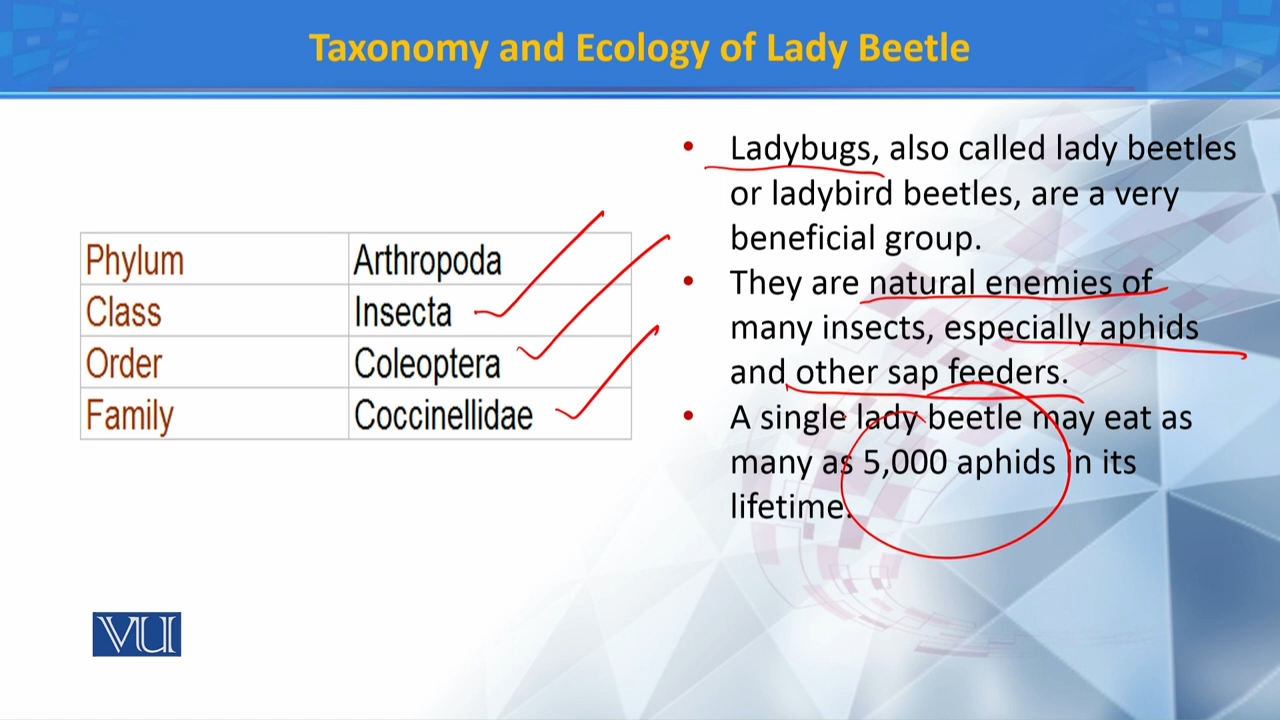 Taxonomy and Ecology of Lady Beetle
Phylum Arthropoda
Class Insecta
Order Coleoptera
Family Coccinellidae
• Ladybugs, also called lady beetles
or ladybird beetles, are a very
beneficial group.
• They are natural enemies of
many insects, especially aphids
and other sap feeders.
• A single lady beetle may eat as
many as 5,000 aphids in its
lifetime.
VU